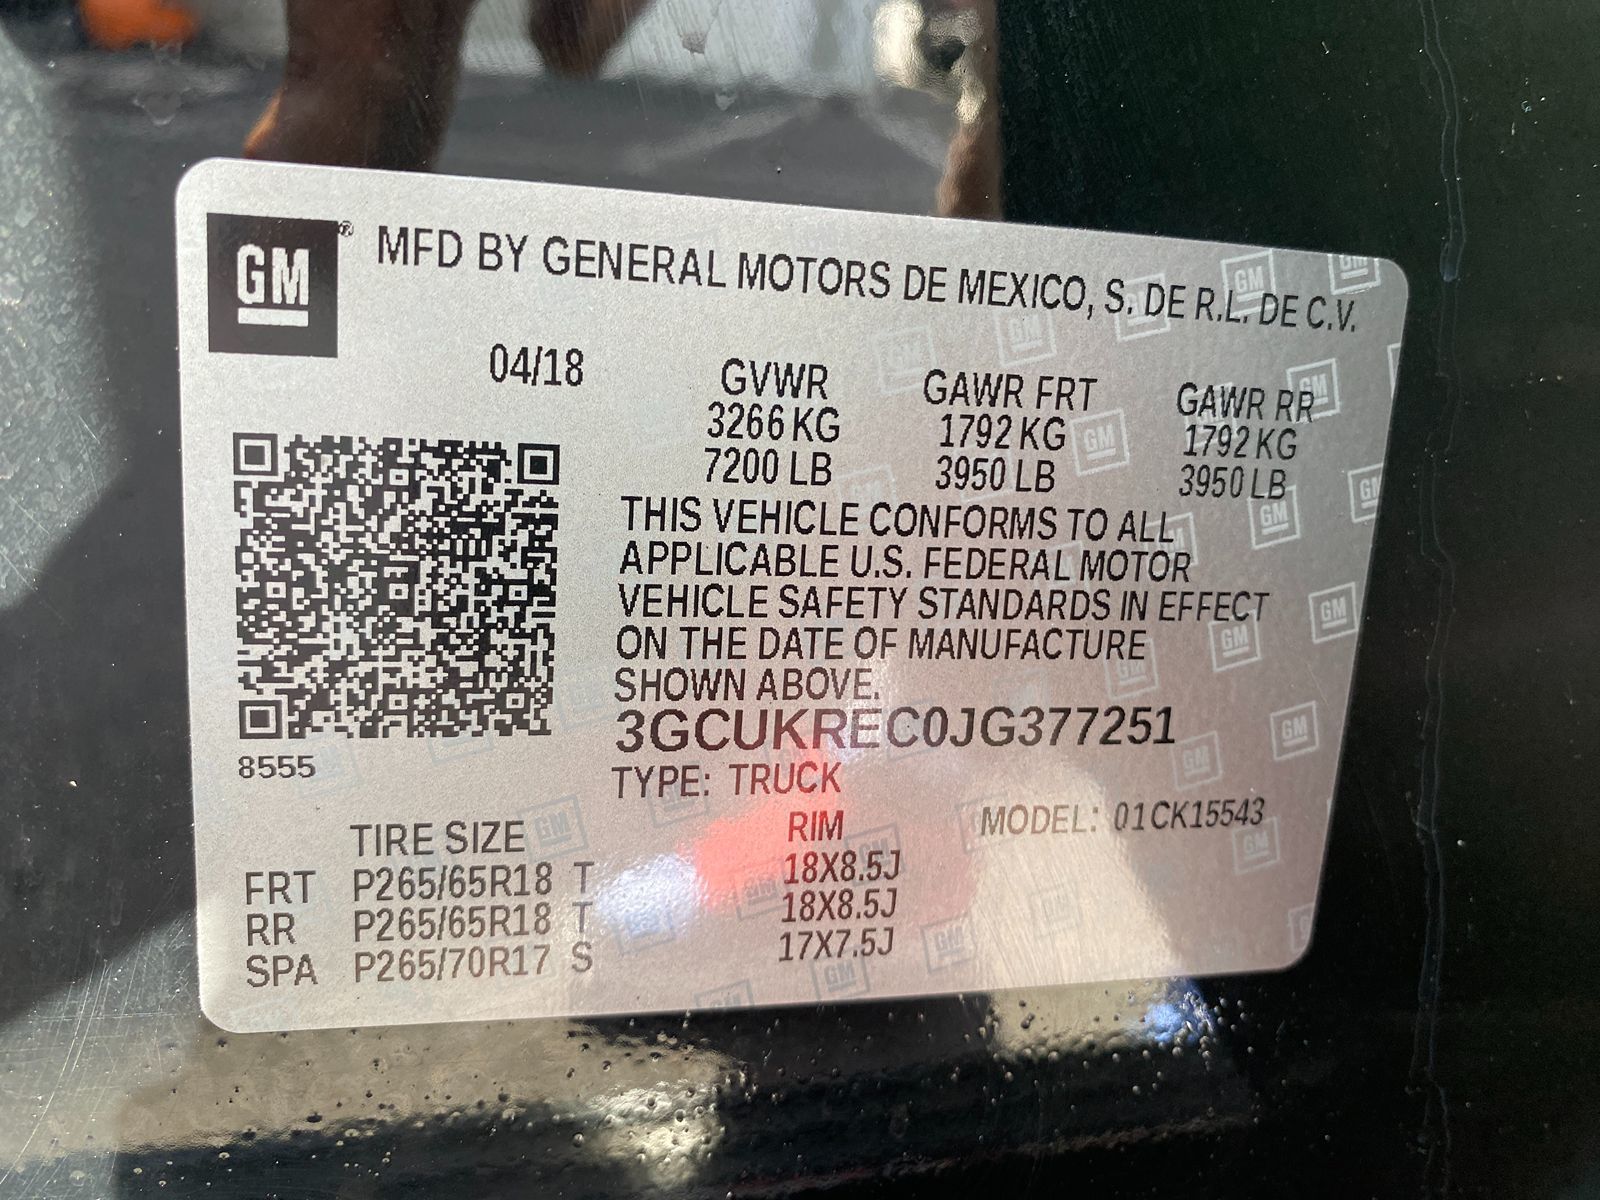 GM® MFD BY GENERAL MOTORS DE MEXICO, S. DE R.L. DE C.V.
04/18 GVWR GAWR FRT GAWR RR
3266 KG 1792 KG 1792 KG
7200 LB 3950 LB 3950 LB
THIS VEHICLE CONFORMS TO ALL
APPLICABLE U.S. FEDERAL MOTOR
VEHICLE SAFETY STANDARDS IN EFFECT
ON THE DATE OF MANUFACTURE
SHOWN ABOVE.
3GCUKREC0JG377251
8555
TYPE: TRUCK
MODEL: 01CK15543
TIRE SIZE RIM
FRT P265/65R18 T 18X8.5J
RR P265/65R18 T 18X8.5J
SPA P265/70R17 S 17X7.5J